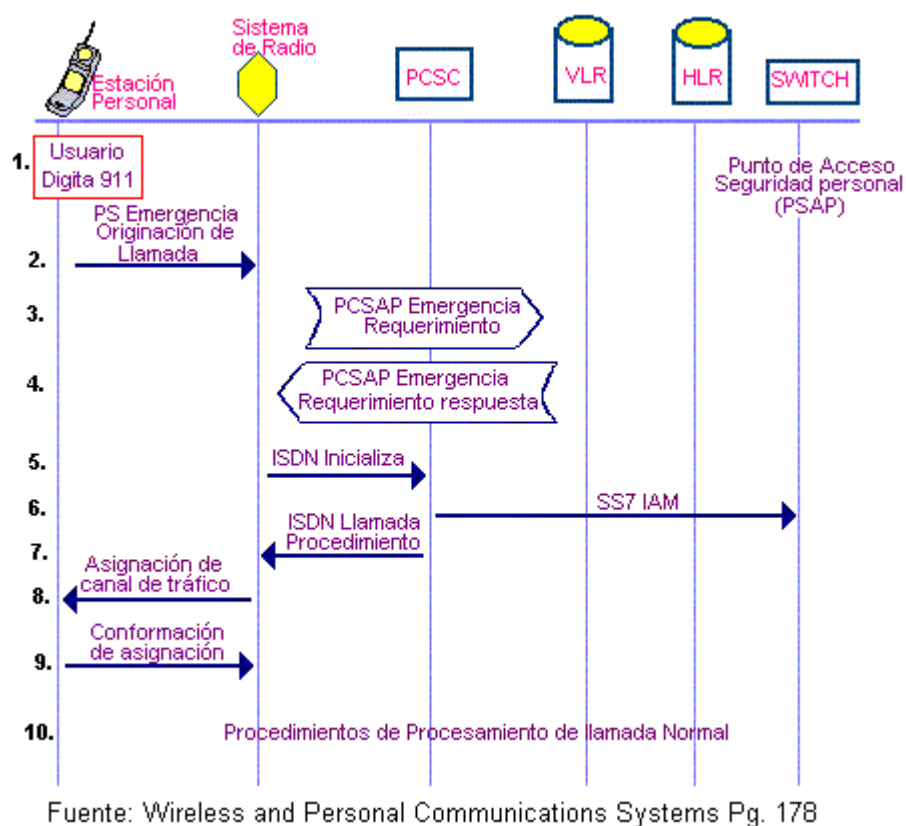 Estación
Personal
Sistema
de Radio
PCSC
VLR
HLR
SWITCH
1.
Usuario
Digita 911
Punto de Acceso
Seguridad personal
(PSAP)
2.
PS Emergencia
Originación de
Llamada
3.
PCSAP Emergencia
Requerimiento
4.
PCSAP Emergencia
Requerimiento respuesta
5.
ISDN Inicializa
6.
SS7 IAM
7.
ISDN Llamada
Procedimiento
8.
Asignación de
canal de tráfico
9.
Conformación
de asignación
10.
Procedimientos de Procesamiento de llamada Normal
Fuente: Wireless and Personal Communications Systems Pg. 178